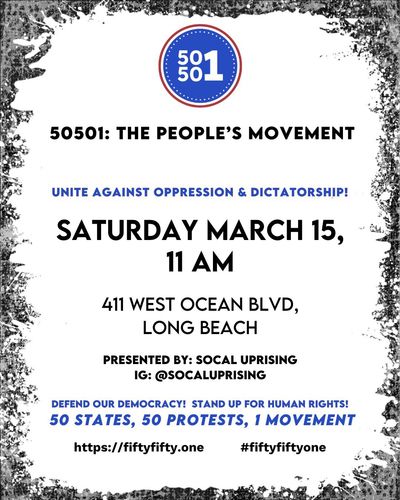 50
501
50501: THE PEOPLE'S MOVEMENT
UNITE AGAINST OPPRESSION & DICTATORSHIP!
SATURDAY MARCH 15,
11 AM
411 WEST OCEAN BLVD,
LONG BEACH
PRESENTED BY: SOCAL UPRISING
IG: @SOCALUPRISING
DEFEND OUR DEMOCRACY! STAND UP FOR HUMAN RIGHTS!
50 STATES, 50 PROTESTS, 1 MOVEMENT
https://fiftyfifty.one #fiftyfiftyone